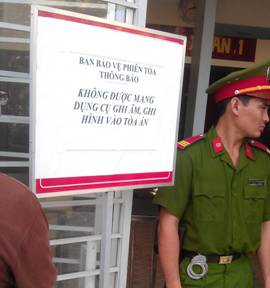 BAN BẢO VỆ PHIÊN TÒA
THÔNG BÁO
KHÔNG ĐƯỢC MANG
DỤNG CỤ GHI ÂM, GHI
HÌNH VÀO TÒA ÁN